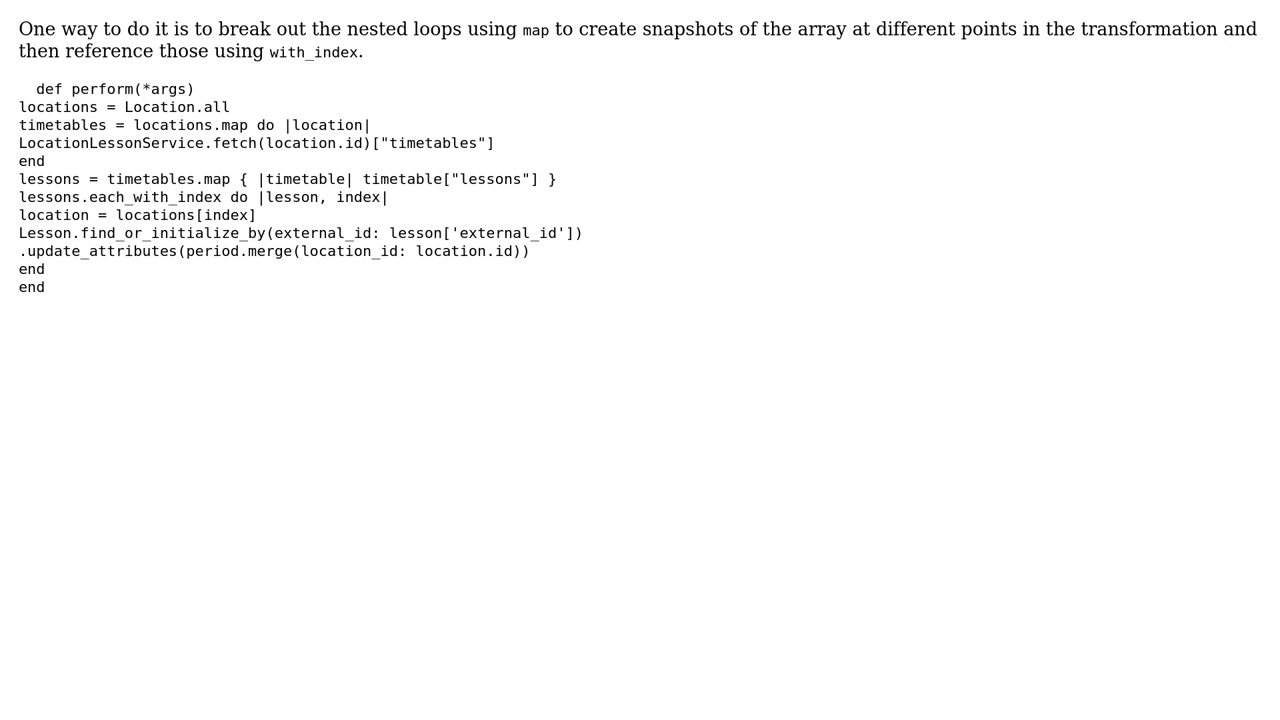 One way to do it is to break out the nested loops using map to create snapshots of the array at different points in the transformation and
then reference those using with_index.
def perform(*args)
locations = Location.all
timetables = locations.map do |location|
LocationLessonService.fetch(location.id)["timetables"]
end
lessons = timetables.map { |timetable| timetable["lessons"] }
lessons.each_with_index do |lesson, index|
location = locations[index]
Lesson.find_or_initialize_by(external_id: lesson['external_id'])
.update_attributes(period.merge(location_id: location.id))
end
end